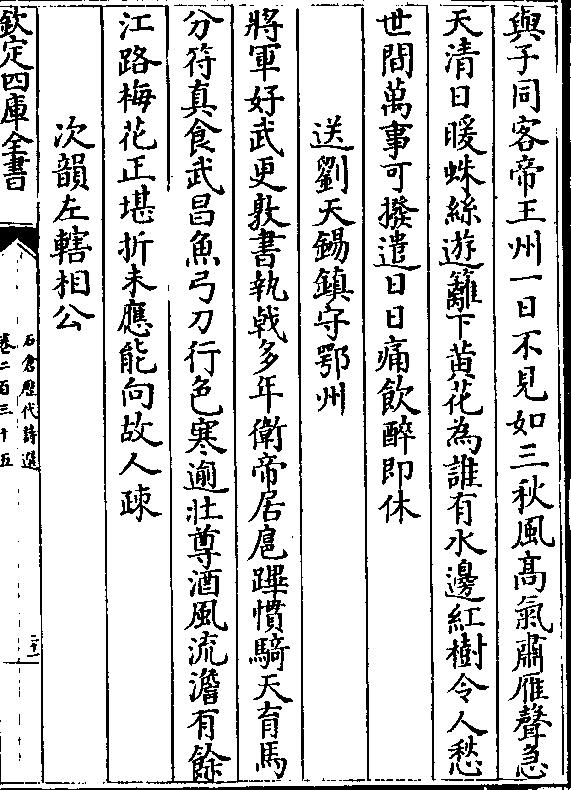 與子同客帝王州一日不見如三秋風髙氣肅雁聲急
天清日暖蛛絲遊籬下黄花為誰有水邊紅樹令人愁
世間萬事可撥遣日日痛飲醉即休
送劉天錫鎮守鄂州
將軍好武更敦書執㦸多年衛帝居扈蹕慣騎天育馬
分符真食武昌魚弓刀行色寒逾壯尊酒風流澹有餘
江路梅花正堪折未應能向故人疎
次韻左轄相公
欽定四庫全書
石倉歴代詩選
卷二百三十五